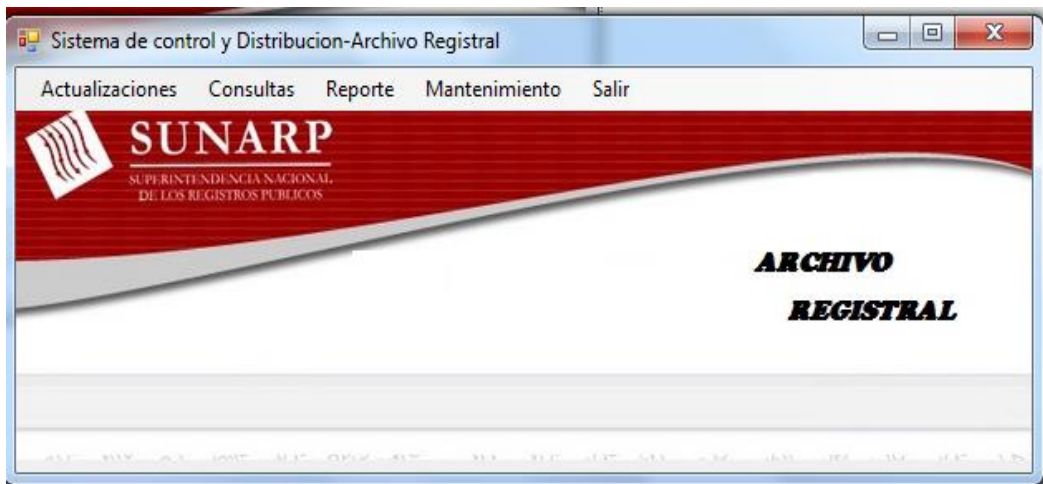 Sistema de control y Distribucion-Archivo Registral
Actualizaciones Consultas Reporte Mantenimiento Salir
SUNARP
SUPERINTENDENCIA NACIONAL
DE LOS REGISTROS PUBLICOS
ARCHIVO
REGISTRAL